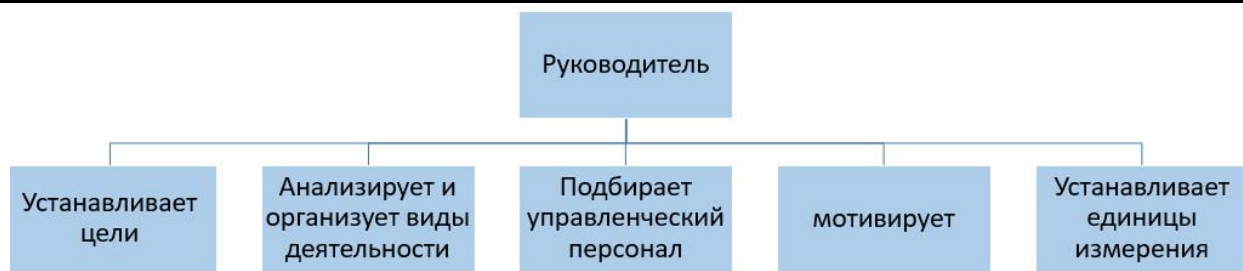 Руководитель
Устанавливает
цели
Анализирует и
организует виды
деятельности
Подбирает
управленческий
персонал
мотивирует
Устанавливает
единицы
измерения